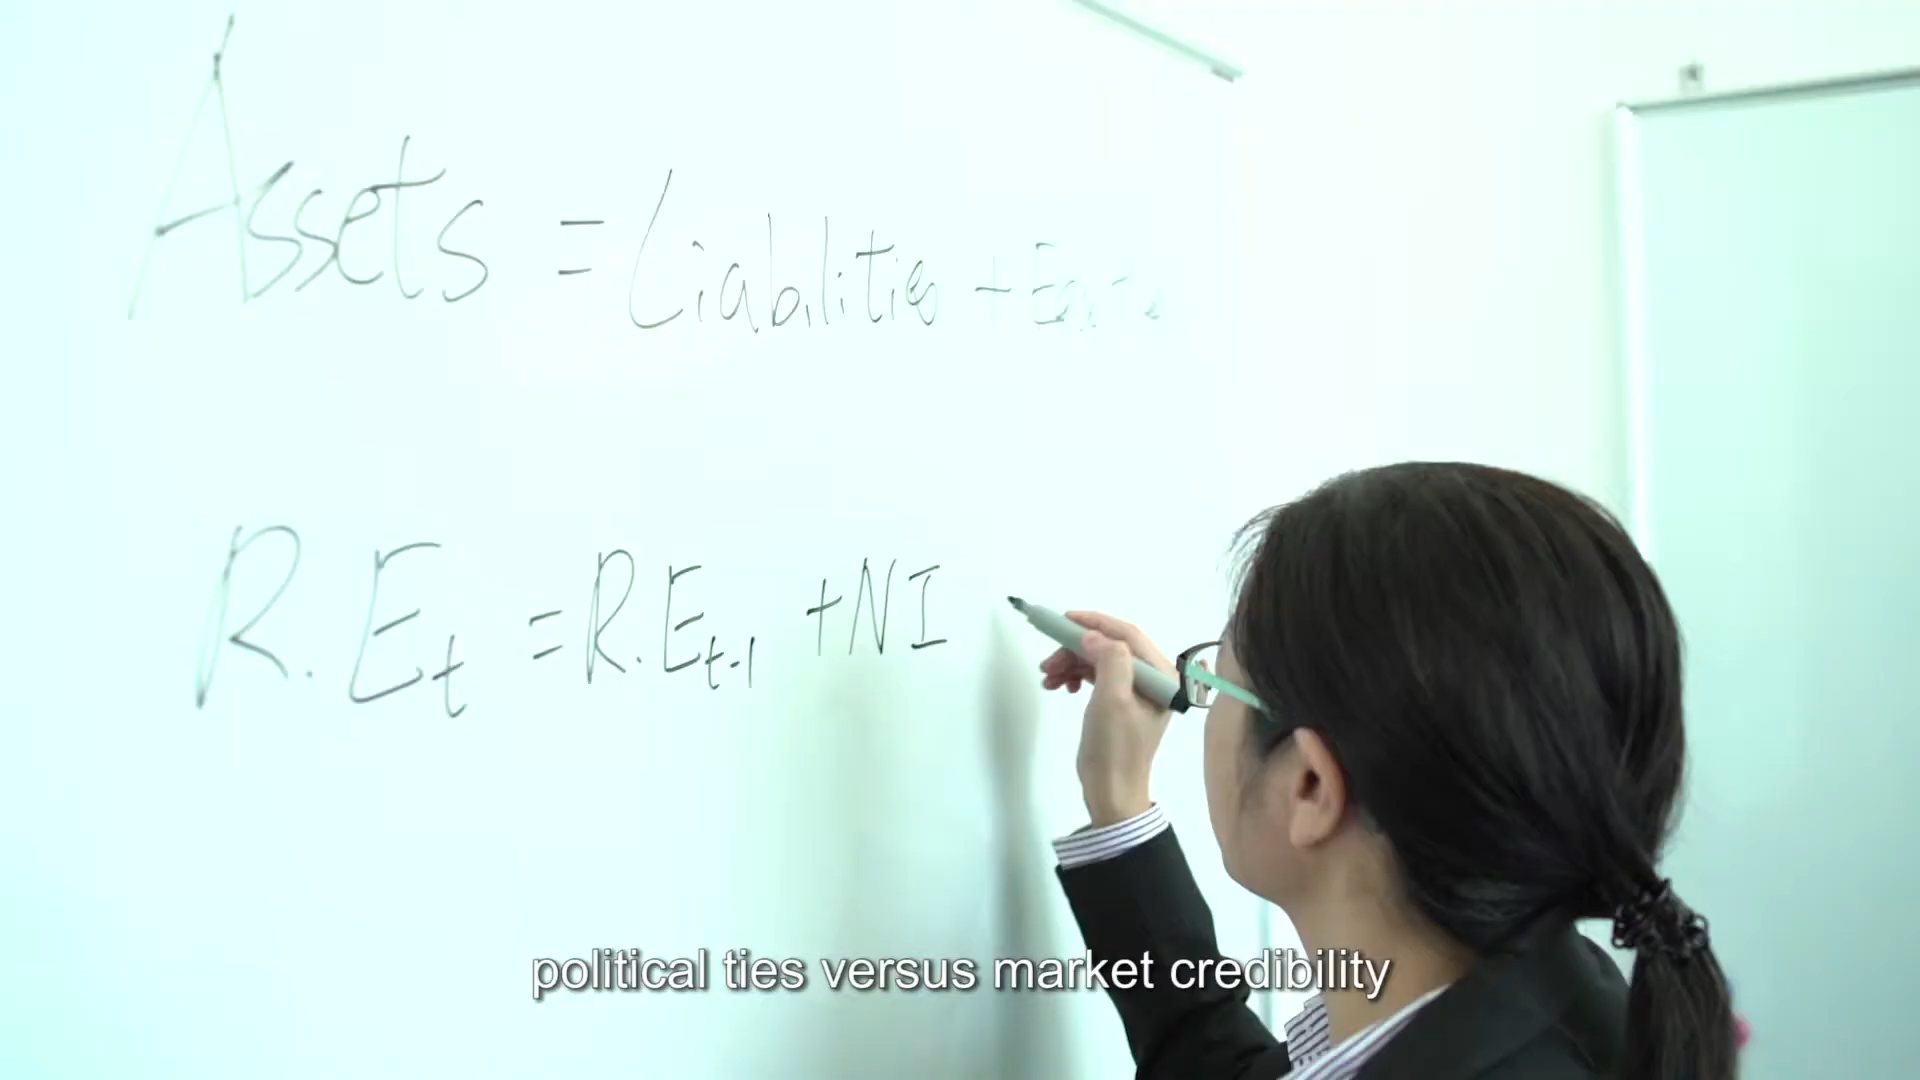 Assets = Liabilities +
R.Et = R.Et-1 + NI
political ties versus market credibility